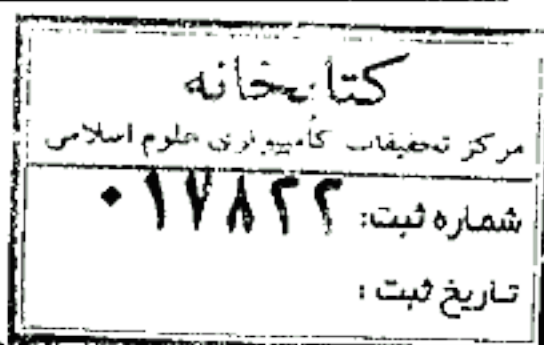 کتابخانه
مرکز تحقیقات کامپیوتری علوم اسلامی
شماره ثبت: ۰۱۷۸۲۲
تاریخ ثبت: